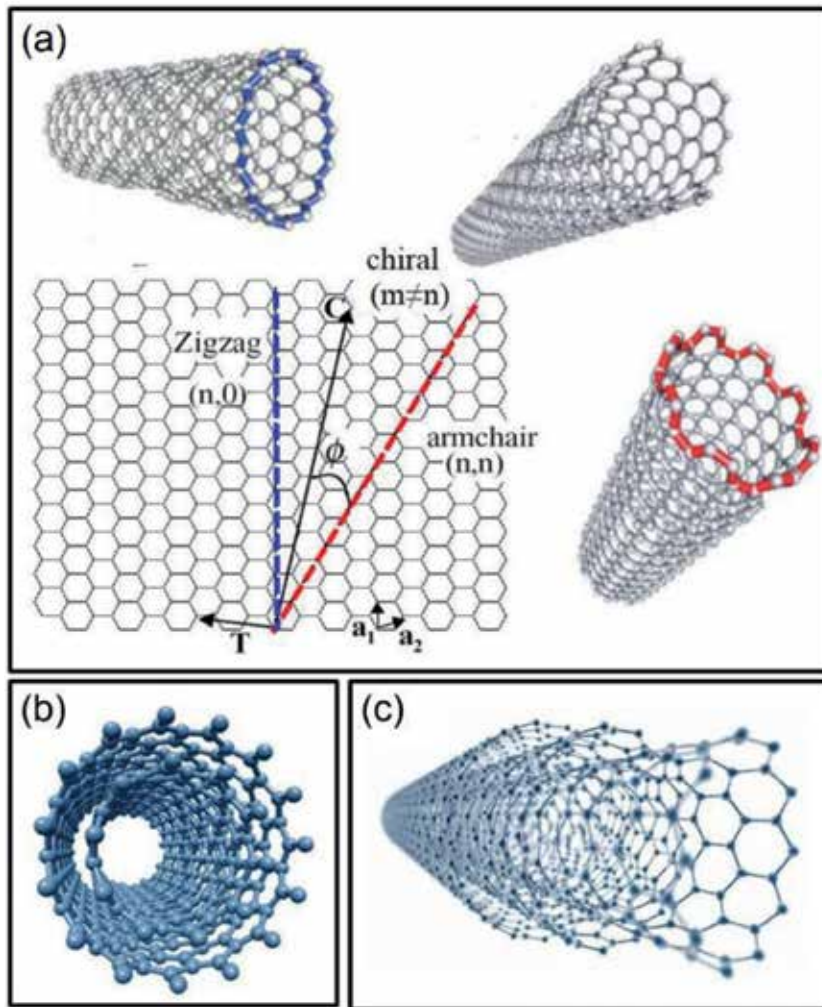 (a)
chiral
(m≠n)
C
Zigzag
(n,0)
ϕ
armchair
(n,n)
T
a₁
a₂
(b)
(c)